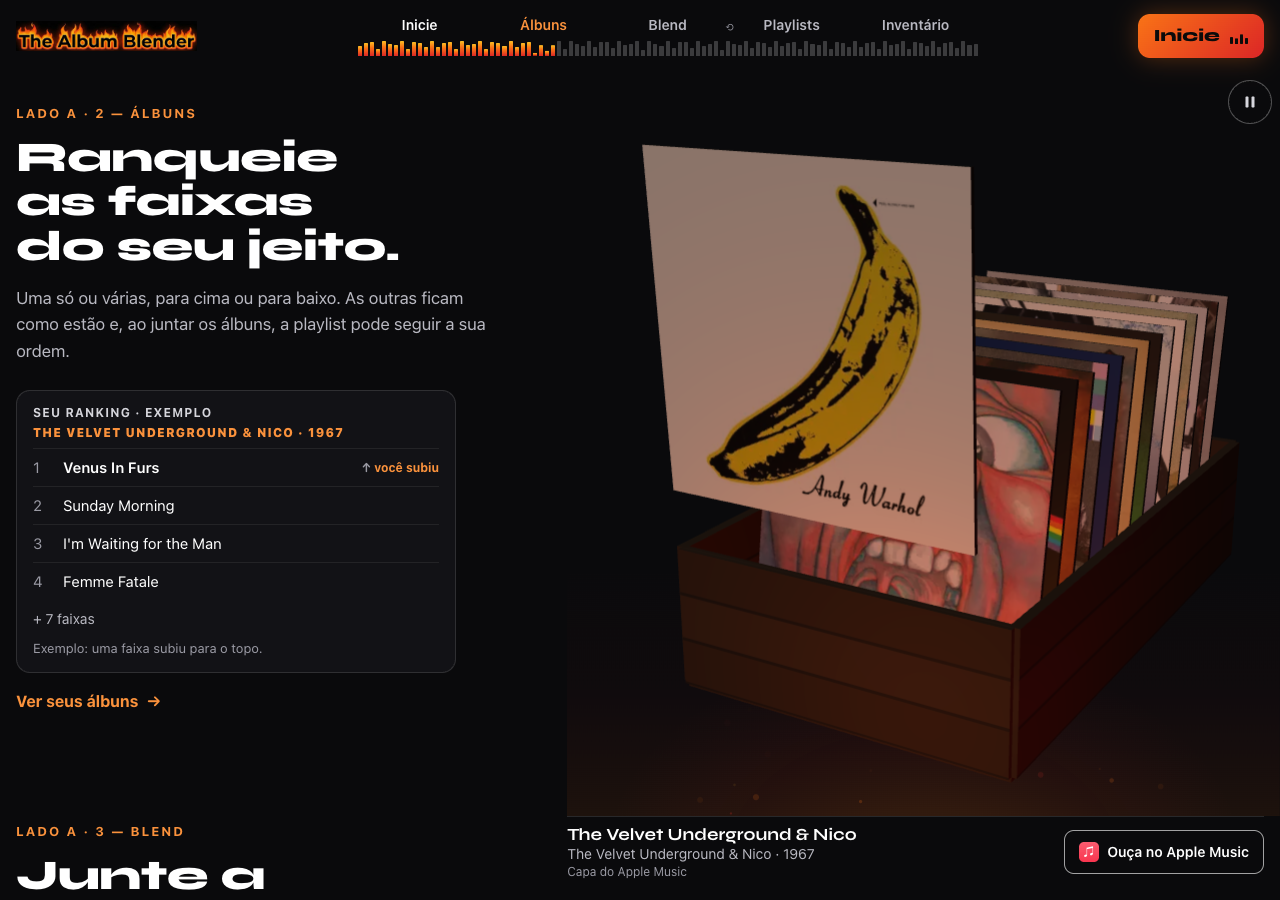 The Album Blender
Inicie
Álbuns
Blend
Playlists
Inventário
Inicie
LADO A · 2 — ÁLBUNS
Ranqueie
as faixas
do seu jeito.
Uma só ou várias, para cima ou para baixo. As outras ficam
como estão e, ao juntar os álbuns, a playlist pode seguir a sua
ordem.
SEU RANKING · EXEMPLO
THE VELVET UNDERGROUND & NICO · 1967
1 Venus In Furs ↑ você subiu
2 Sunday Morning
3 I'm Waiting for the Man
4 Femme Fatale
+ 7 faixas
Exemplo: uma faixa subiu para o topo.
Ver seus álbuns →
Andy Warhol
The Velvet Underground & Nico
The Velvet Underground & Nico · 1967
Capa do Apple Music
Ouça no Apple Music
LADO A · 3 — BLEND
Junte a